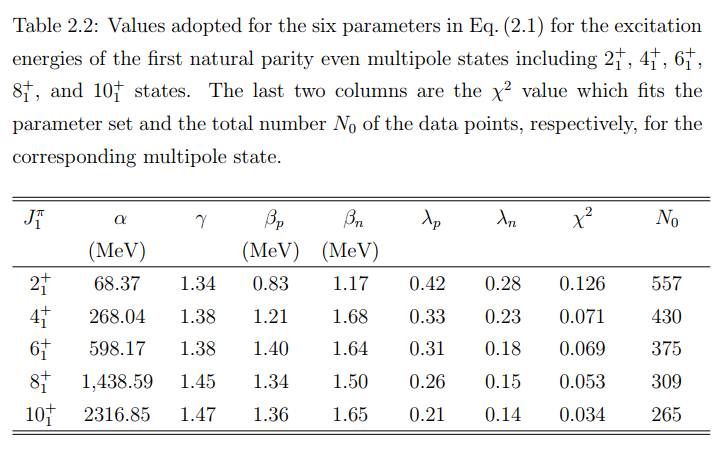 Table 2.2: Values adopted for the six parameters in Eq. (2.1) for the excitation
energies of the first natural parity even multipole states including 2₁⁺, 4₁⁺, 6₁⁺,
8₁⁺, and 10₁⁺ states. The last two columns are the χ² value which fits the
parameter set and the total number N₀ of the data points, respectively, for the
corresponding multipole state.
J₁^π α γ β_p β_n λ_p λ_n χ² N₀
(MeV) (MeV) (MeV)
2₁⁺ 68.37 1.34 0.83 1.17 0.42 0.28 0.126 557
4₁⁺ 268.04 1.38 1.21 1.68 0.33 0.23 0.071 430
6₁⁺ 598.17 1.38 1.40 1.64 0.31 0.18 0.069 375
8₁⁺ 1,438.59 1.45 1.34 1.50 0.26 0.15 0.053 309
10₁⁺ 2316.85 1.47 1.36 1.65 0.21 0.14 0.034 265